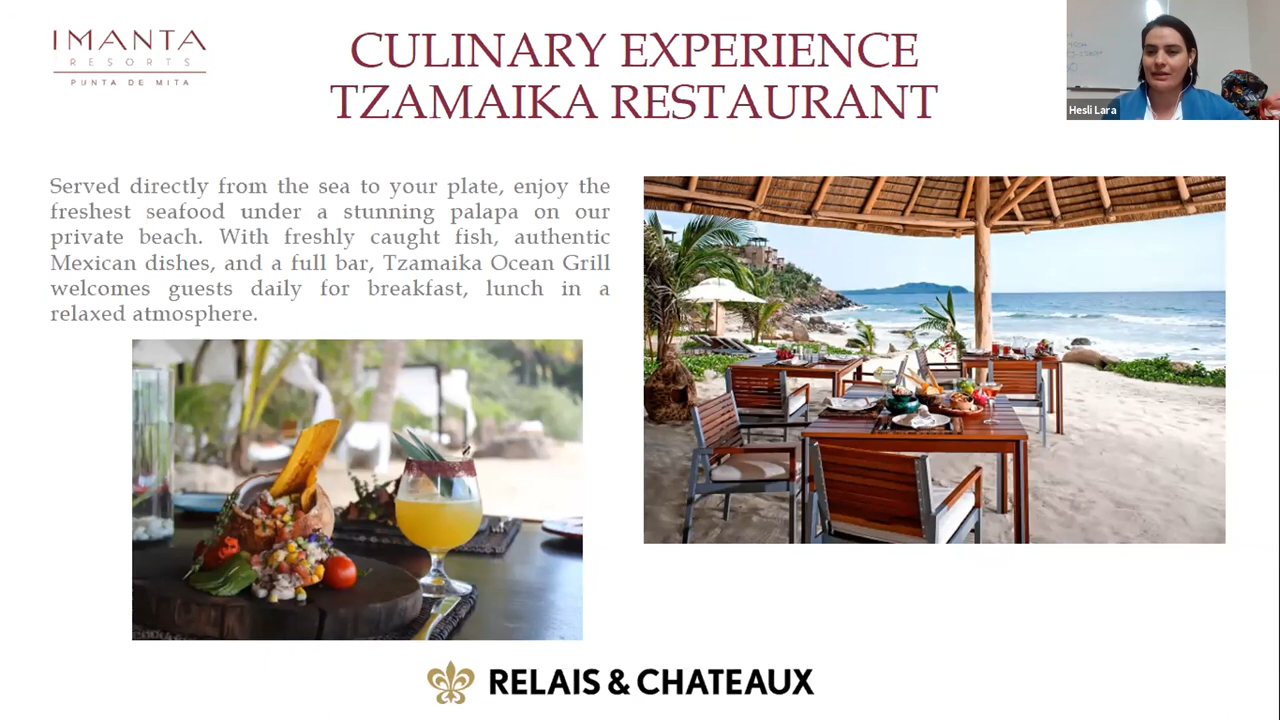 IMANTA
RESORTS
PUNTA DE MITA
CULINARY EXPERIENCE
TZAMAIKA RESTAURANT
Hesli Lara
Served directly from the sea to your plate, enjoy the
freshest seafood under a stunning palapa on our
private beach. With freshly caught fish, authentic
Mexican dishes, and a full bar, Tzamaika Ocean Grill
welcomes guests daily for breakfast, lunch in a
relaxed atmosphere.
RELAIS & CHATEAUX